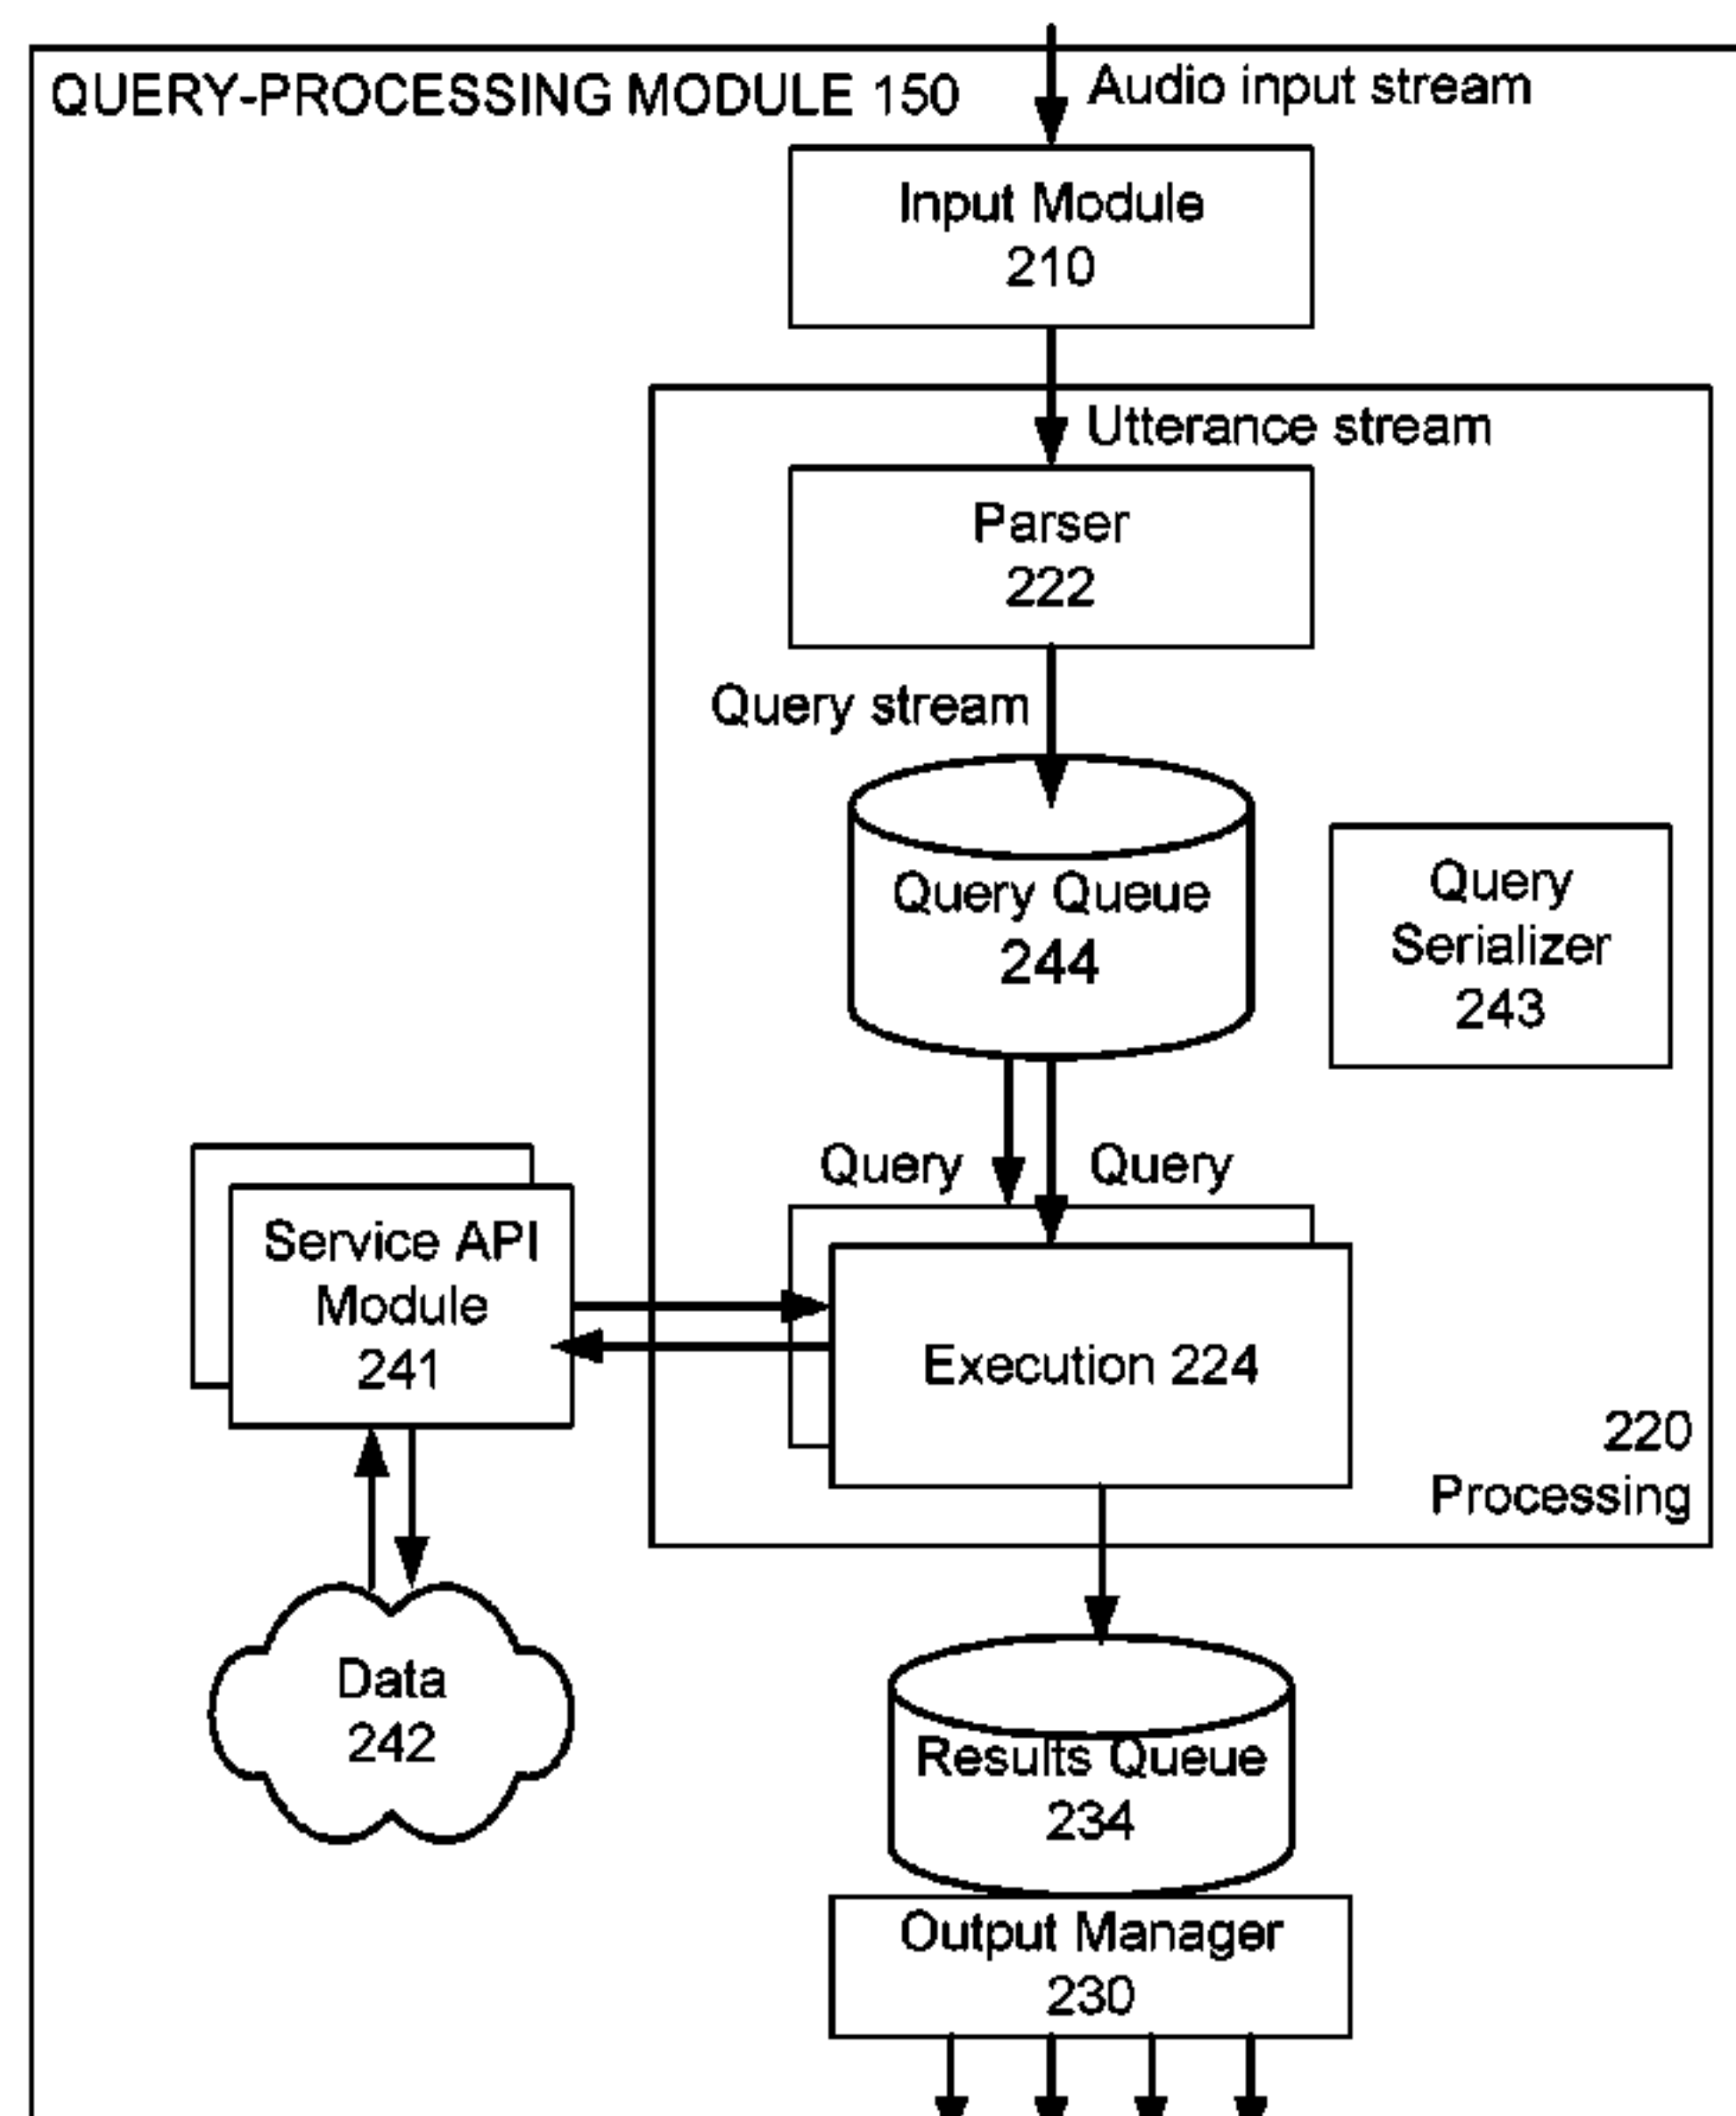 QUERY-PROCESSING MODULE 150
Audio input stream
Input Module
210
Utterance stream
Parser
222
Query stream
Query Queue
244
Query
Serializer
243
Query
Query
Service API
Module
241
Execution 224
220
Processing
Data
242
Results Queue
234
Output Manager
230